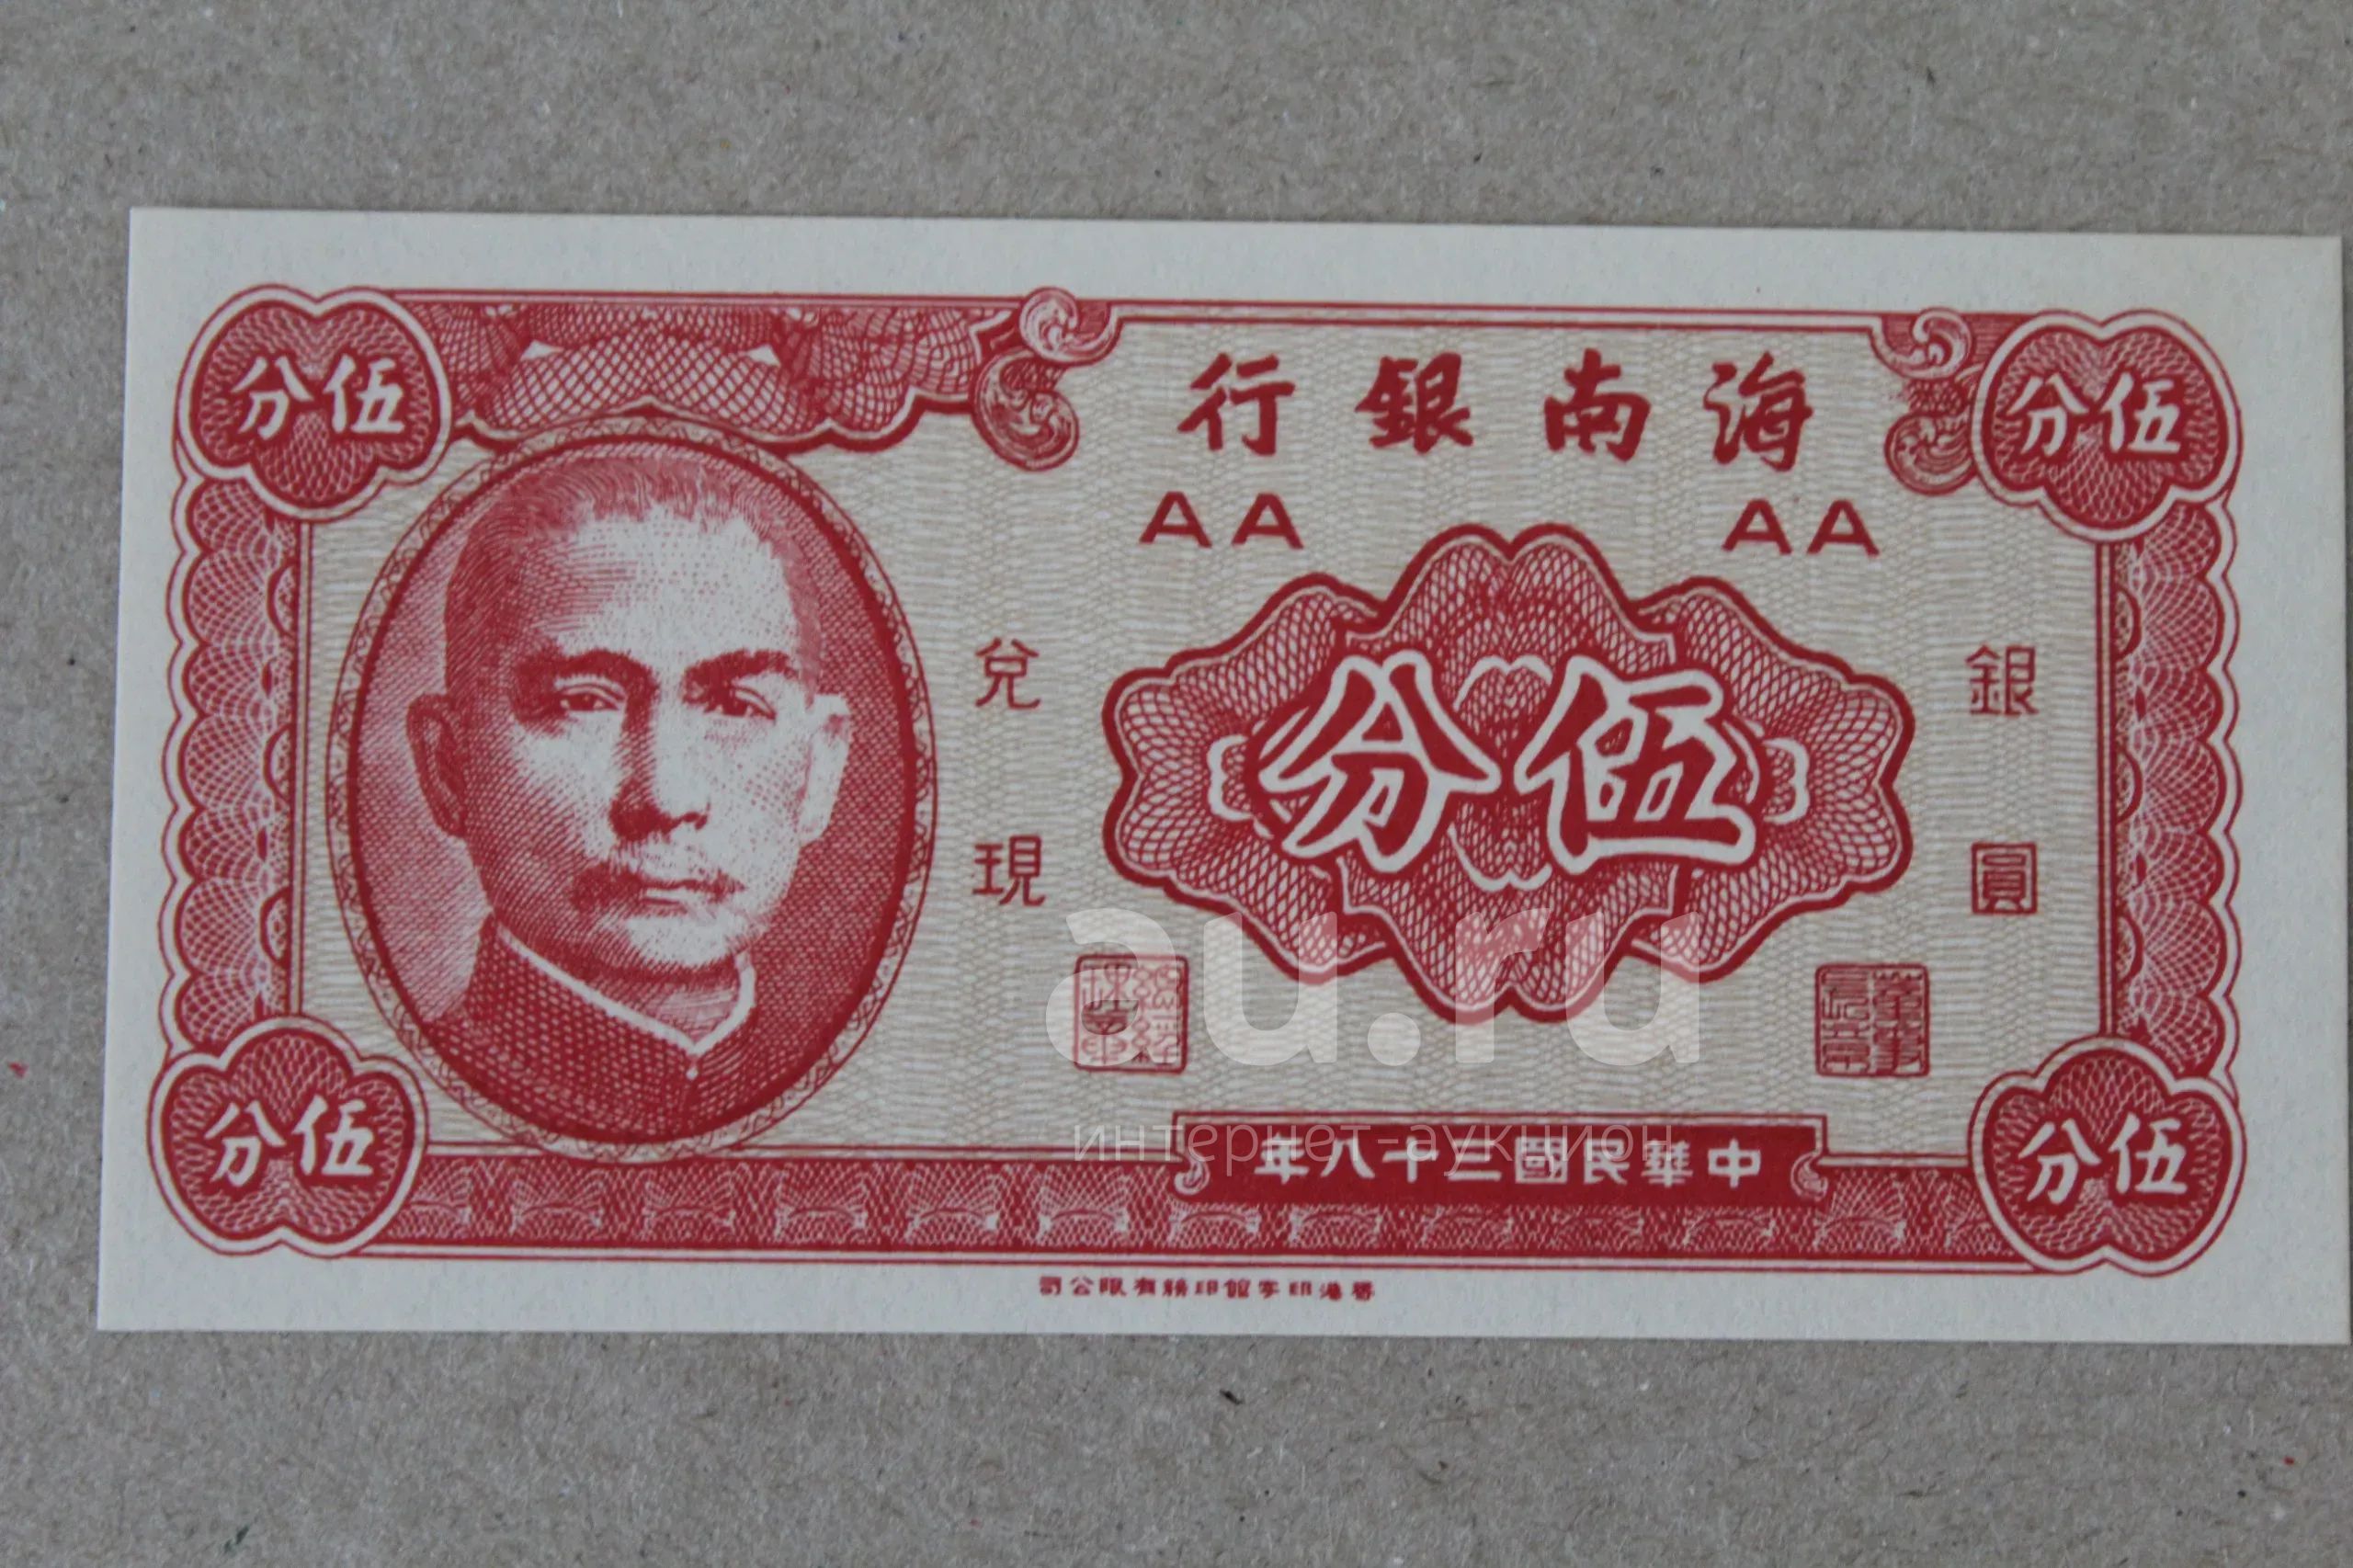 伍分
伍分
海南銀行
AA
AA
兌現
銀圓
伍分
au.ru
интернет-аукцион
中華民國三十八年
伍分
伍分
香港印字館印務有限公司